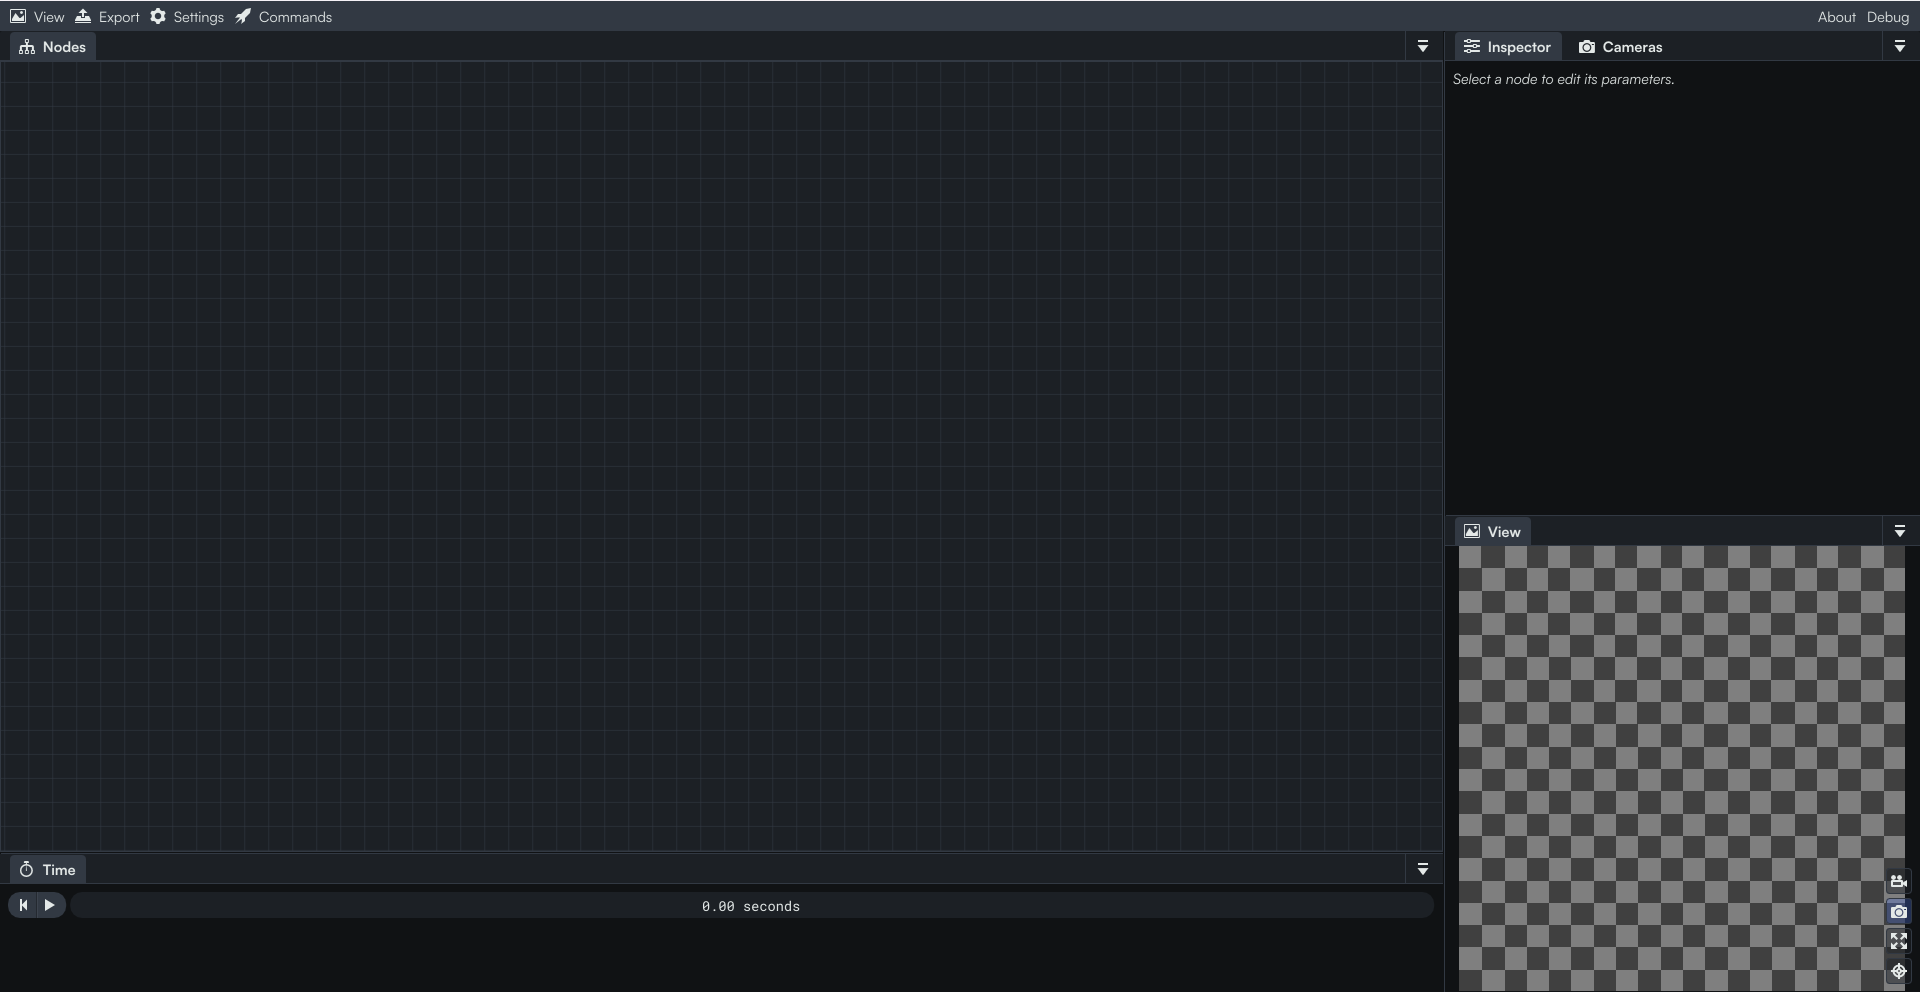 View Export Settings Commands About Debug
Nodes
Inspector Cameras
Select a node to edit its parameters.
View
Time
0.00 seconds